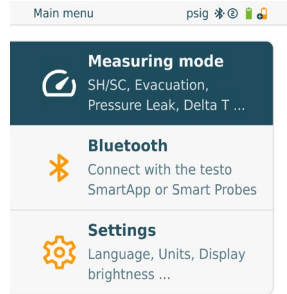 Main menu psig ②
Measuring mode
SH/SC, Evacuation,
Pressure Leak, Delta T ...
Bluetooth
Connect with the testo
SmartApp or Smart Probes
Settings
Language, Units, Display
brightness ...